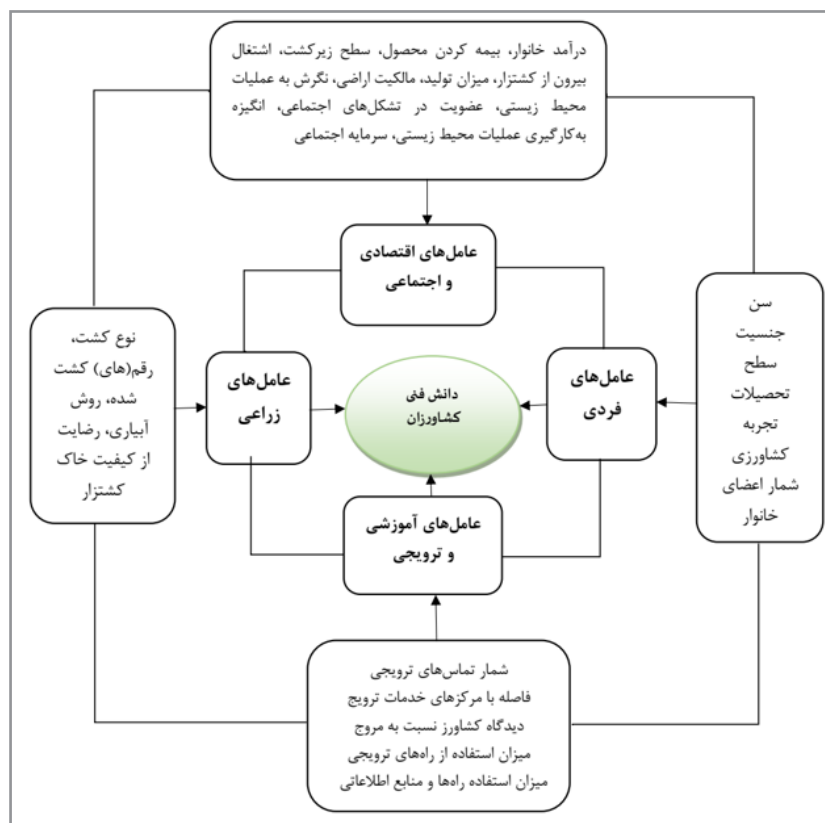 درآمد خانوار، بیمه کردن محصول، سطح زیرکشت، اشتغال
بیرون از کشتزار، میزان تولید، مالکیت اراضی، نگرش به عملیات
محیط زیستی، عضویت در تشکل‌های اجتماعی، انگیزه
به‌کارگیری عملیات محیط زیستی، سرمایه اجتماعی
عامل‌های اقتصادی
و اجتماعی
سن
جنسیت
سطح
تحصیلات
تجربه
کشاورزی
شمار اعضای
خانوار
عامل‌های
فردی
دانش فنی
کشاورزان
عامل‌های
زراعی
نوع کشت،
رقم(های) کشت
شده، روش
آبیاری، رضایت
از کیفیت خاک
کشتزار
عامل‌های آموزشی
و ترویجی
شمار تماس‌های ترویجی
فاصله با مرکزهای خدمات ترویج
دیدگاه کشاورز نسبت به مروج
میزان استفاده از راه‌های ترویجی
میزان استفاده راه‌ها و منابع اطلاعاتی